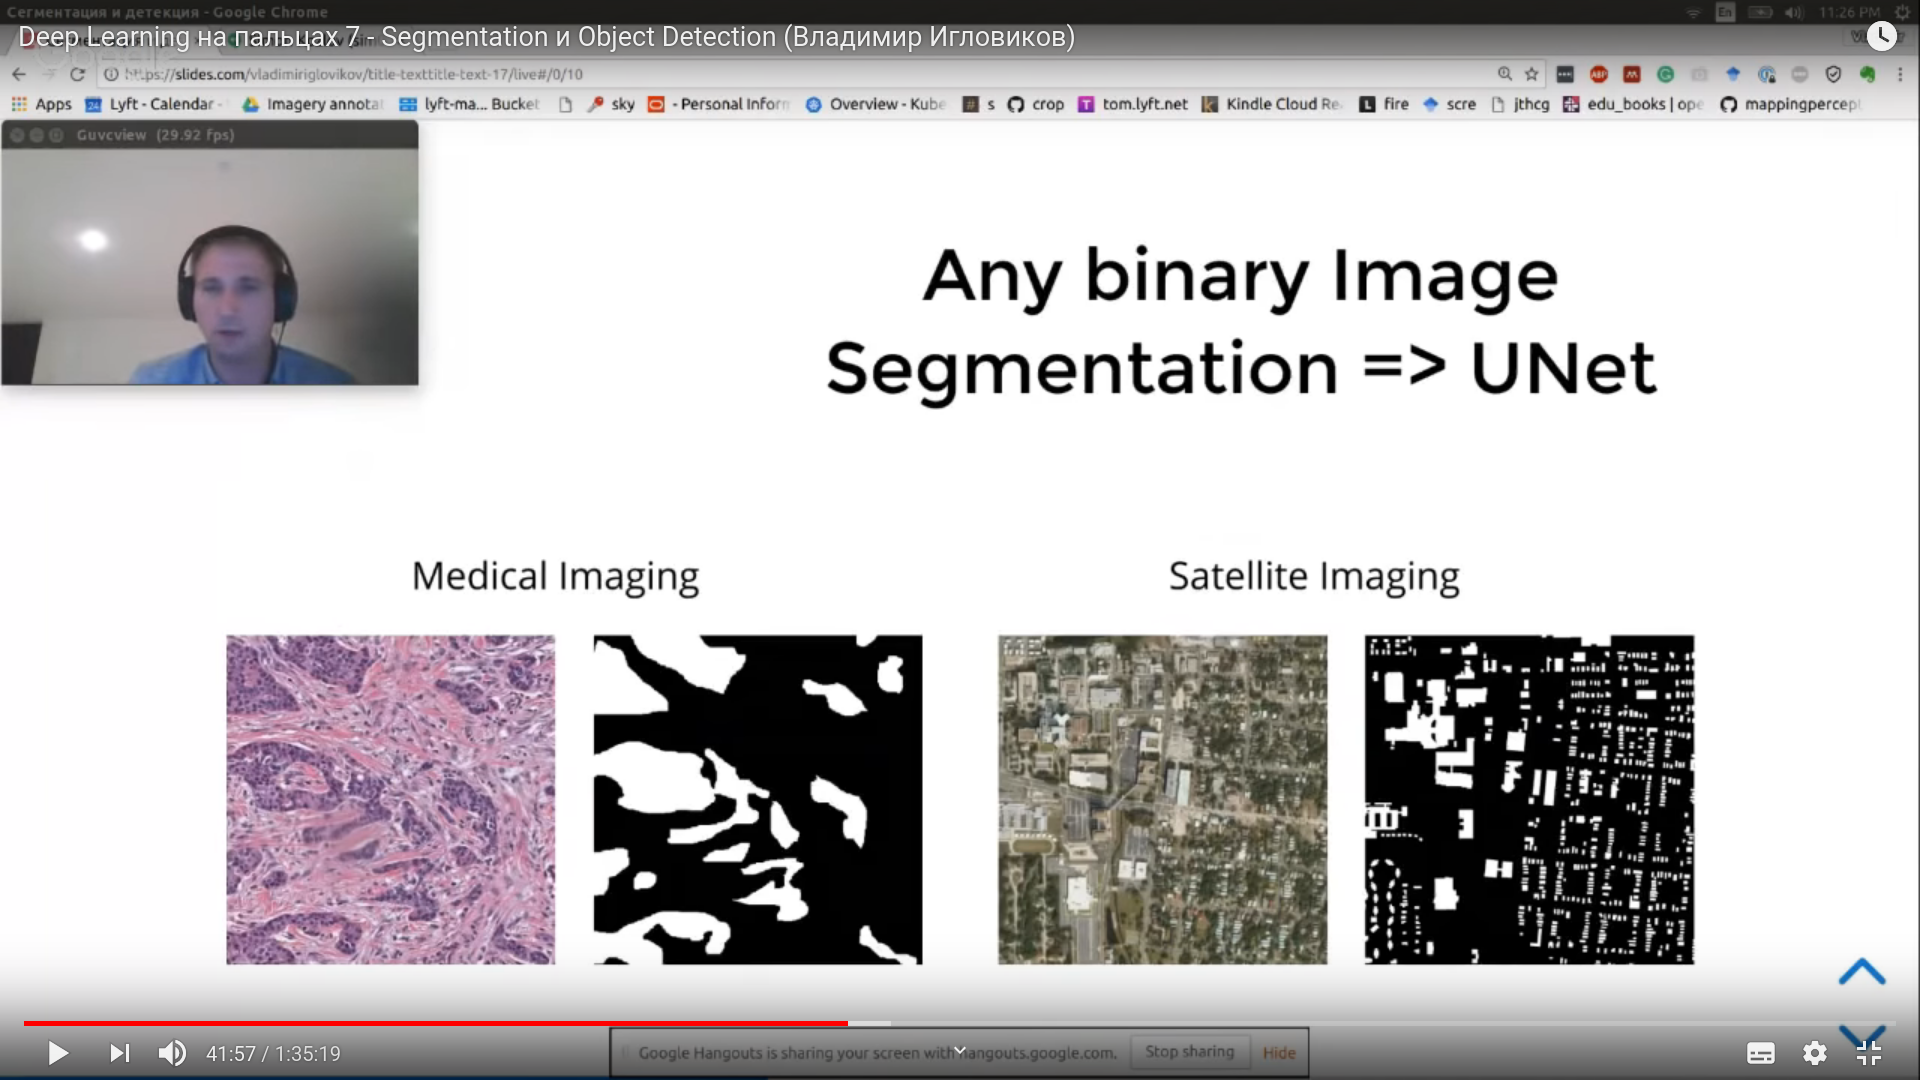 Сегментация и детекция - Google Chrome
En
11:26 PM
Deep Learning на пальцах 7 - Segmentation и Object Detection (Владимир Игловиков)
https://slides.com/vladimiriglovikov/title-texttitle-text-17/live#/0/10
ABP
Apps
24
Lyft - Calendar -
Imagery annota
lyft-ma... Bucket
sky
- Personal Infor
Overview - Kube
# s
crop
T tom.lyft.net
k Kindle Cloud Re
L fire
scre
jthcg
edu_books | ope
mappingpercep
Guvcview (29.92 fps)
Any binary Image
Segmentation => UNet
Medical Imaging
Satellite Imaging
41:57 / 1:35:19
Google Hangouts is sharing your screen with hangouts.google.com.
Stop sharing
Hide